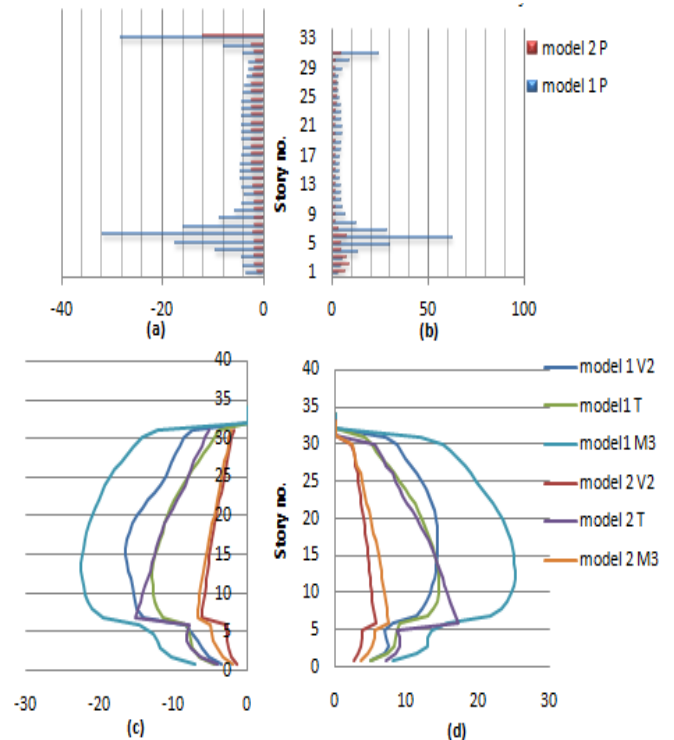 33
29
25
21
17
13
9
5
1
Story no.
model 2 P
model 1 P
-40 -20 0
0 50 100
(a)
(b)
40
35
30
25
20
15
10
5
0
-30 -20 -10 0
(c)
Story no.
40
35
30
25
20
15
10
5
0
0 10 20 30
(d)
model 1 V2
model1 T
model1 M3
model 2 V2
model 2 T
model 2 M3